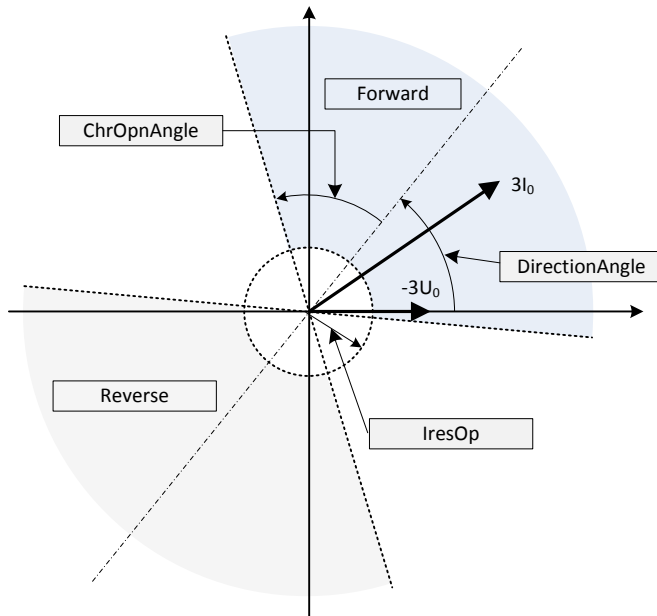 Forward
ChrOpnAngle
3I₀
DirectionAngle
-3U₀
Reverse
IresOp